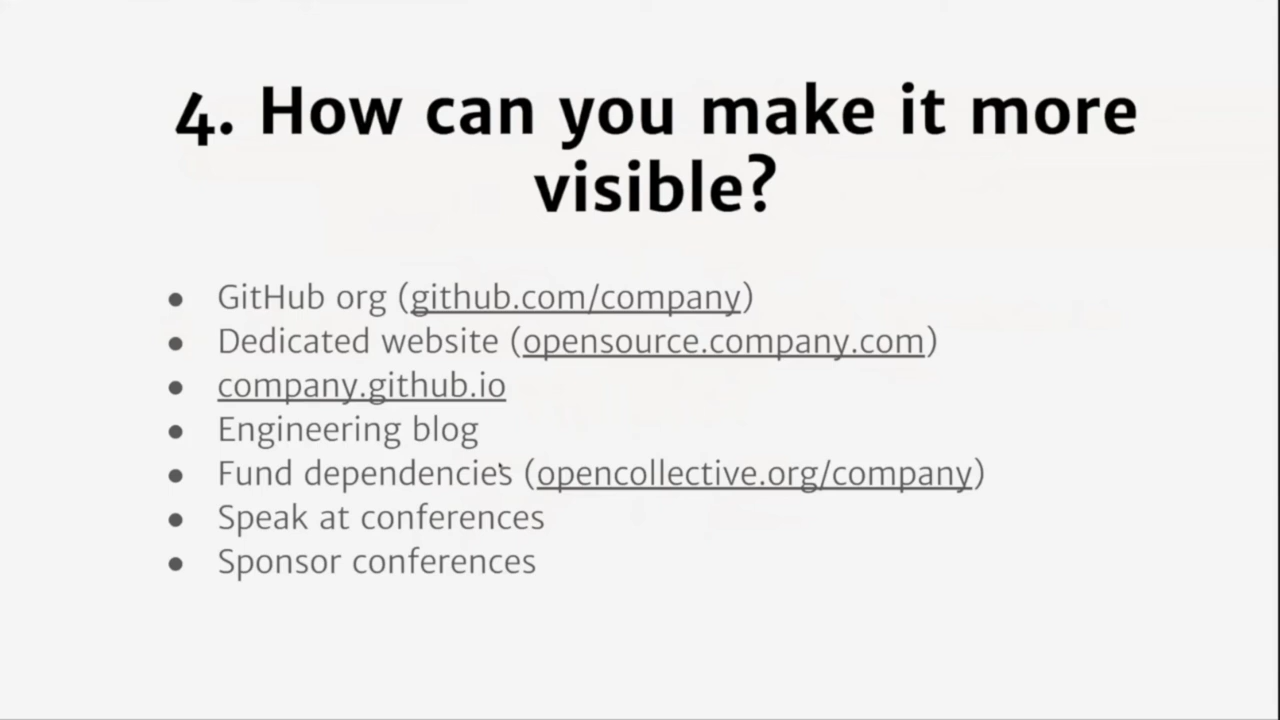 4. How can you make it more
visible?
● GitHub org (github.com/company)
● Dedicated website (opensource.company.com)
● company.github.io
● Engineering blog
● Fund dependencies (opencollective.org/company)
● Speak at conferences
● Sponsor conferences